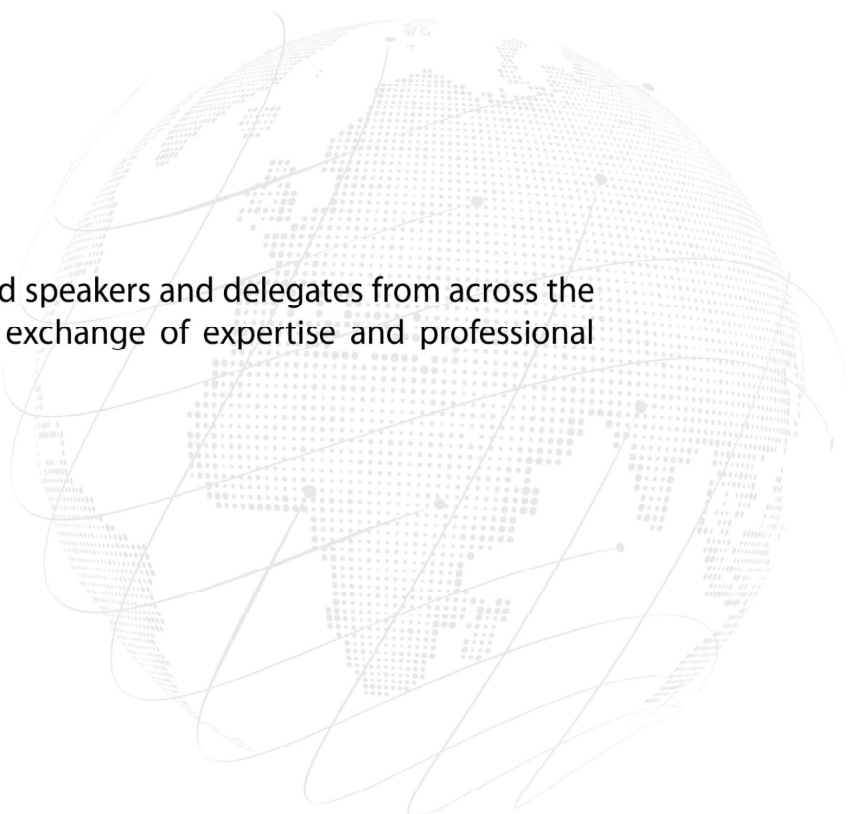 d speakers and delegates from across the
exchange of expertise and professional